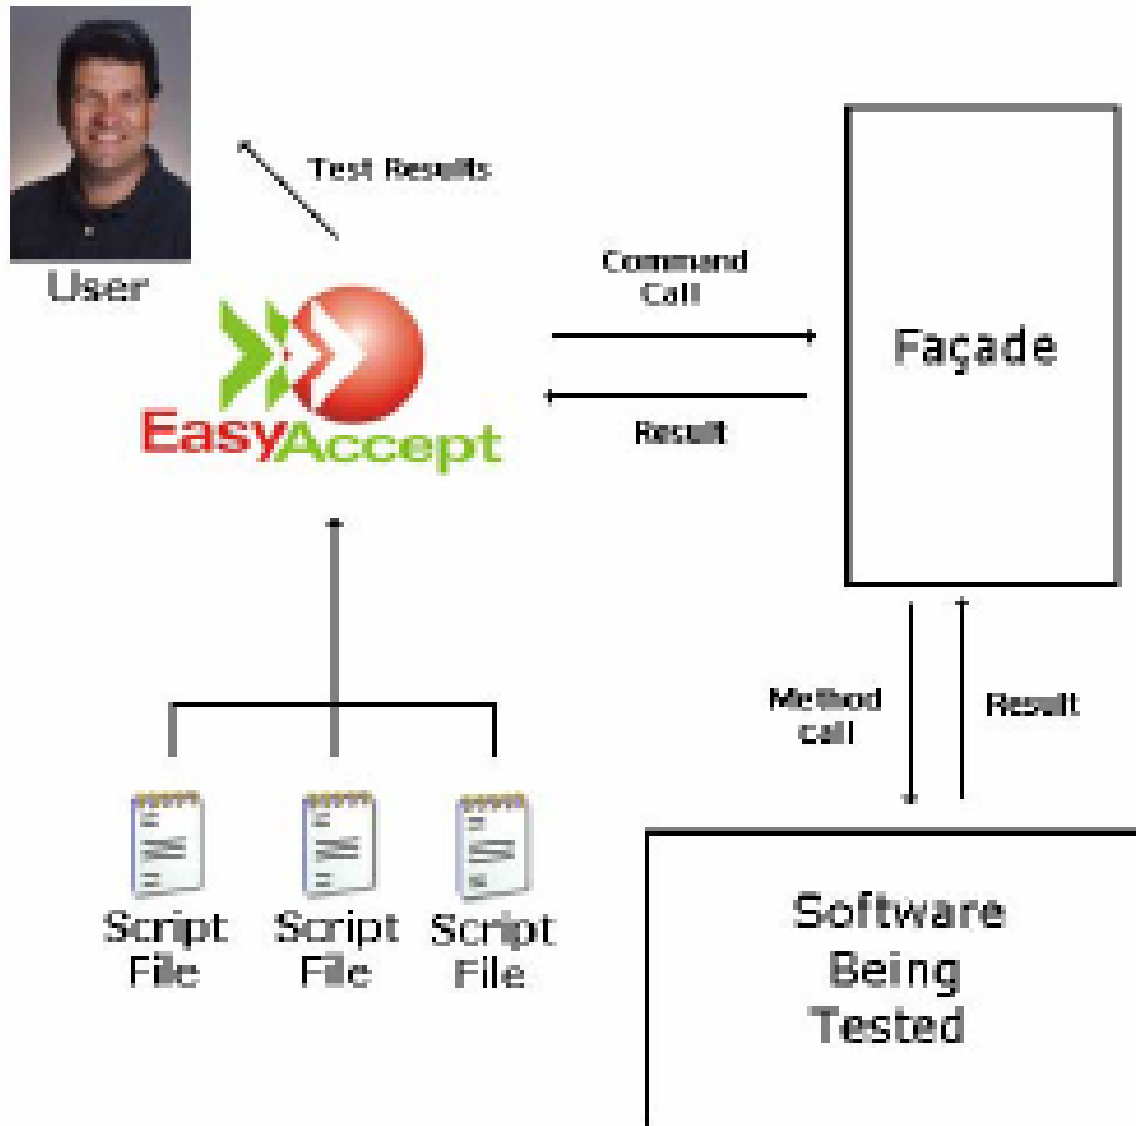 Test Results
User
Command
Call
Façade
EasyAccept
Result
Method
call
Result
Script
File
Script
File
Script
File
Software
Being
Tested